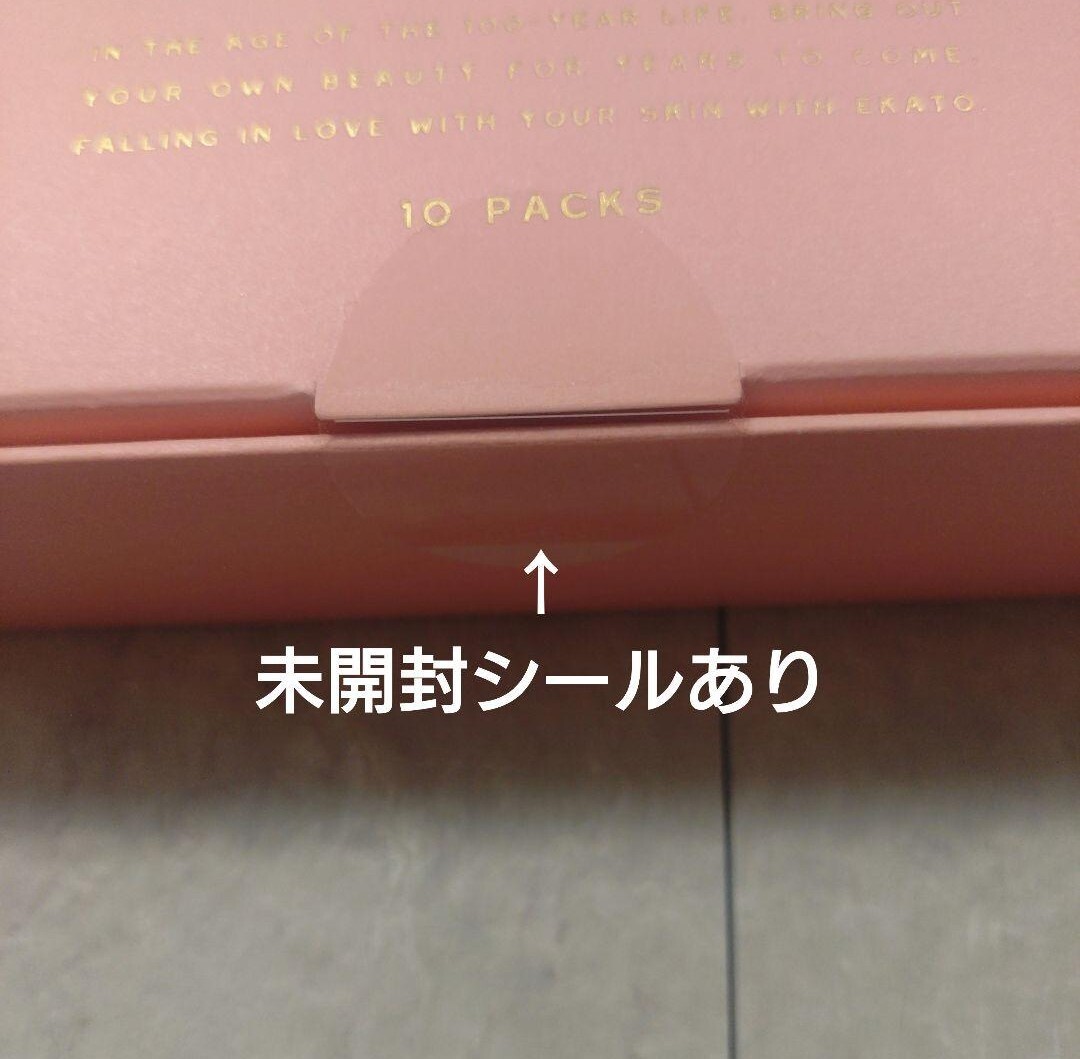 IN THE AGE OF THE 100-YEAR LIFE, BRING OUT
YOUR OWN BEAUTY FOR YEARS TO COME.
FALLING IN LOVE WITH YOUR SKIN WITH EKATO.
10 PACKS
↑
未開封シールあり